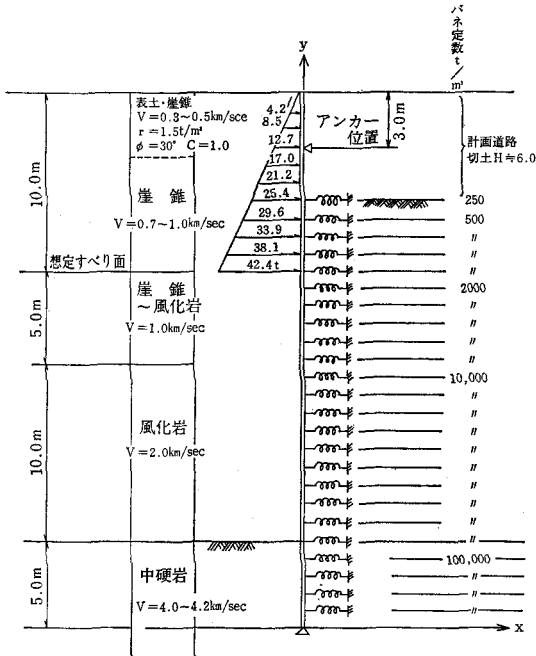 y
バネ定数 t/m³
表土・崖錐
V=0.3~0.5km/sce
r=1.5t/m³
φ=30° C=1.0
4.2
8.5
12.7
17.0
21.2
25.4
29.6
33.9
38.1
42.4t
アンカー
位置
3.0m
計画道路
切土H≒6.0
10.0m
崖錐
V=0.7~1.0km/sec
想定すべり面
250
500
〃
〃
〃
2000
〃
〃
〃
〃
10,000
〃
〃
〃
〃
〃
〃
〃
〃
〃
100,000
〃
〃
〃
5.0m
崖錐
~風化岩
V=1.0km/sec
10.0m
風化岩
V=2.0km/sec
5.0m
中硬岩
V=4.0~4.2km/sec
x